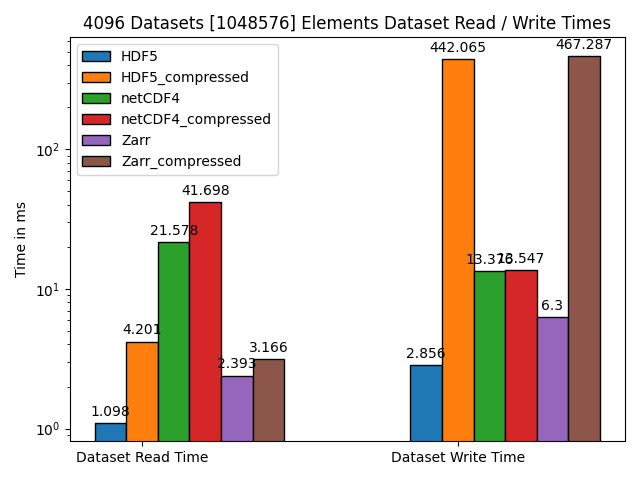 4096 Datasets [1048576] Elements Dataset Read / Write Times
HDF5
HDF5_compressed
netCDF4
netCDF4_compressed
Zarr
Zarr_compressed
Time in ms
10²
10¹
10⁰
1.098
4.201
21.578
41.698
2.393
3.166
2.856
442.065
13.376
13.547
6.3
467.287
Dataset Read Time
Dataset Write Time